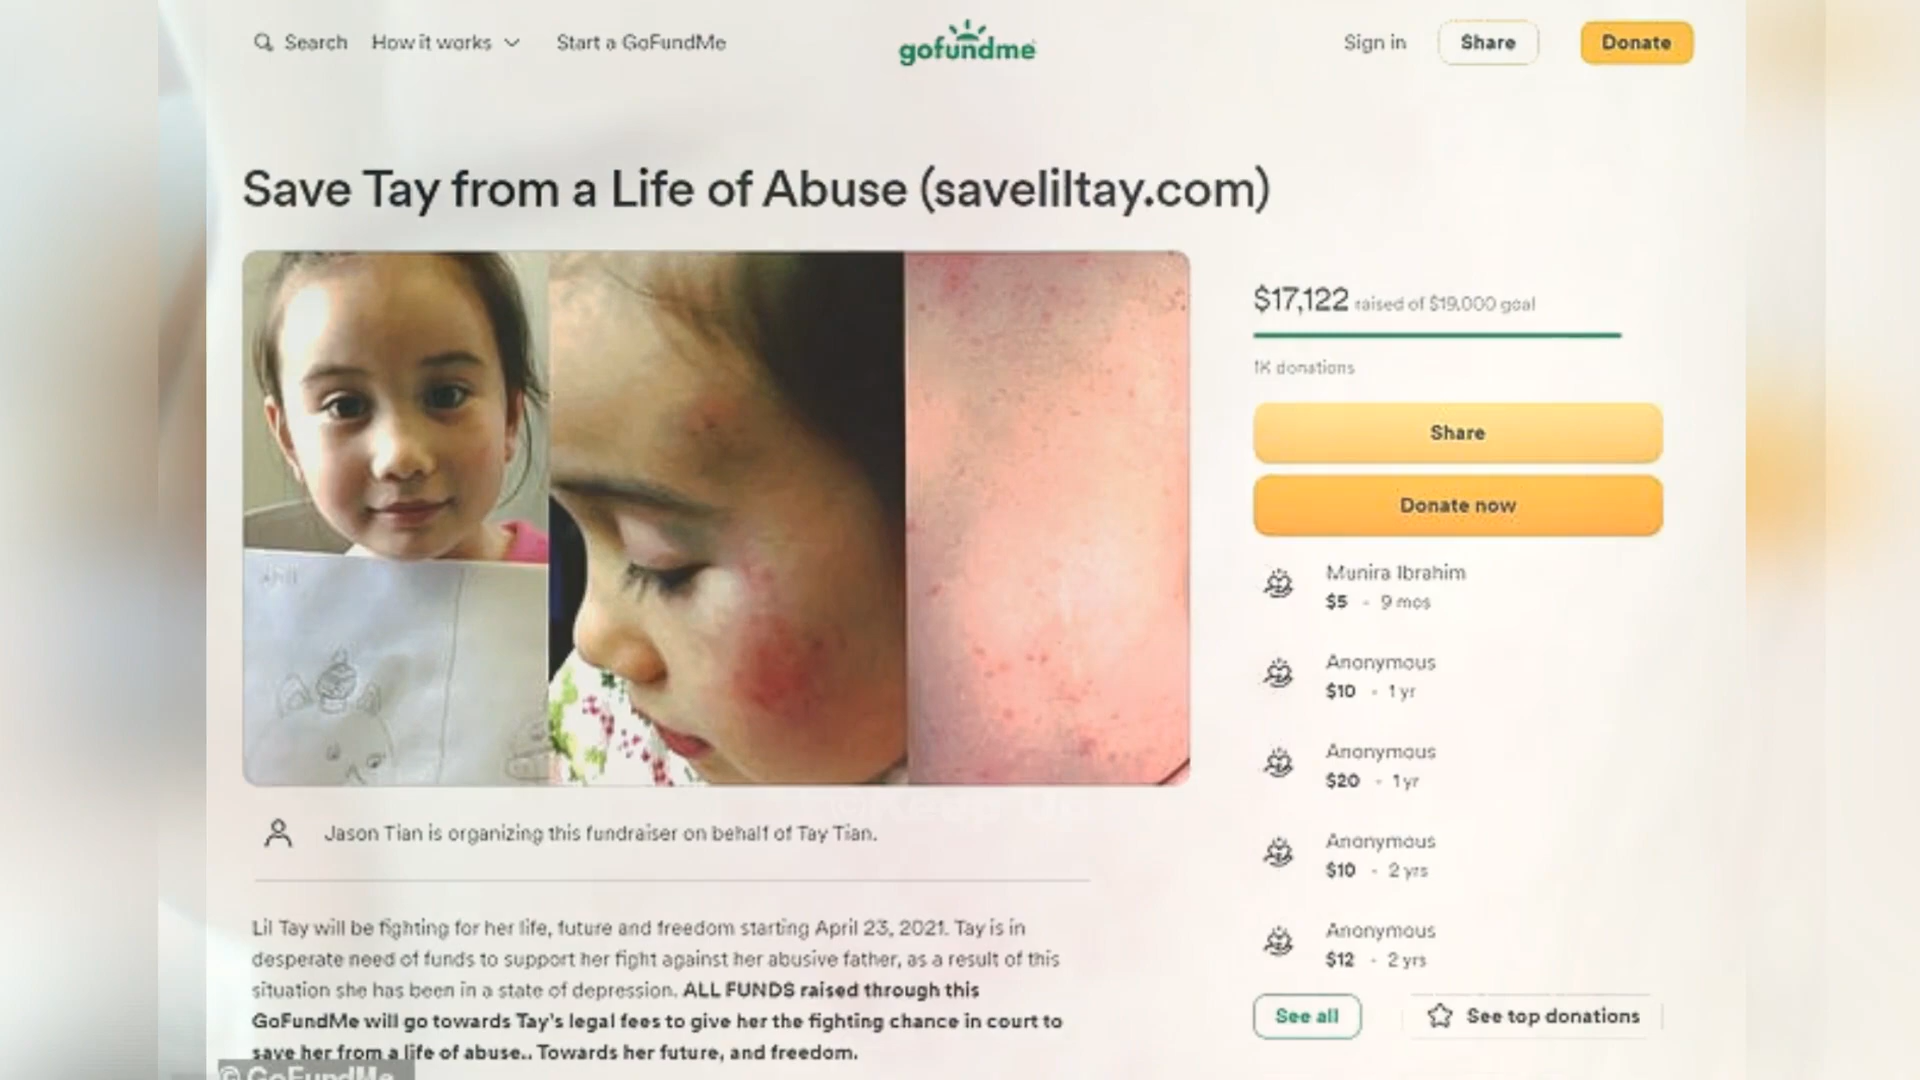 Search How it works Start a GoFundMe gofundme Sign in Share Donate
Save Tay from a Life of Abuse (saveliltay.com)
$17,122 raised of $19,000 goal
1K donations
Share
Donate now
Munira Ibrahim
$5 • 9 mos
Anonymous
$10 • 1 yr
Anonymous
$20 • 1 yr
Anonymous
$10 • 2 yrs
Anonymous
$12 • 2 yrs
See all See top donations
Jason Tian is organizing this fundraiser on behalf of Tay Tian.
Lil Tay will be fighting for her life, future and freedom starting April 23, 2021. Tay is in
desperate need of funds to support her fight against her abusive father, as a result of this
situation she has been in a state of depression. ALL FUNDS raised through this
GoFundMe will go towards Tay's legal fees to give her the fighting chance in court to
save her from a life of abuse.. Towards her future, and freedom.
© GoFundMe